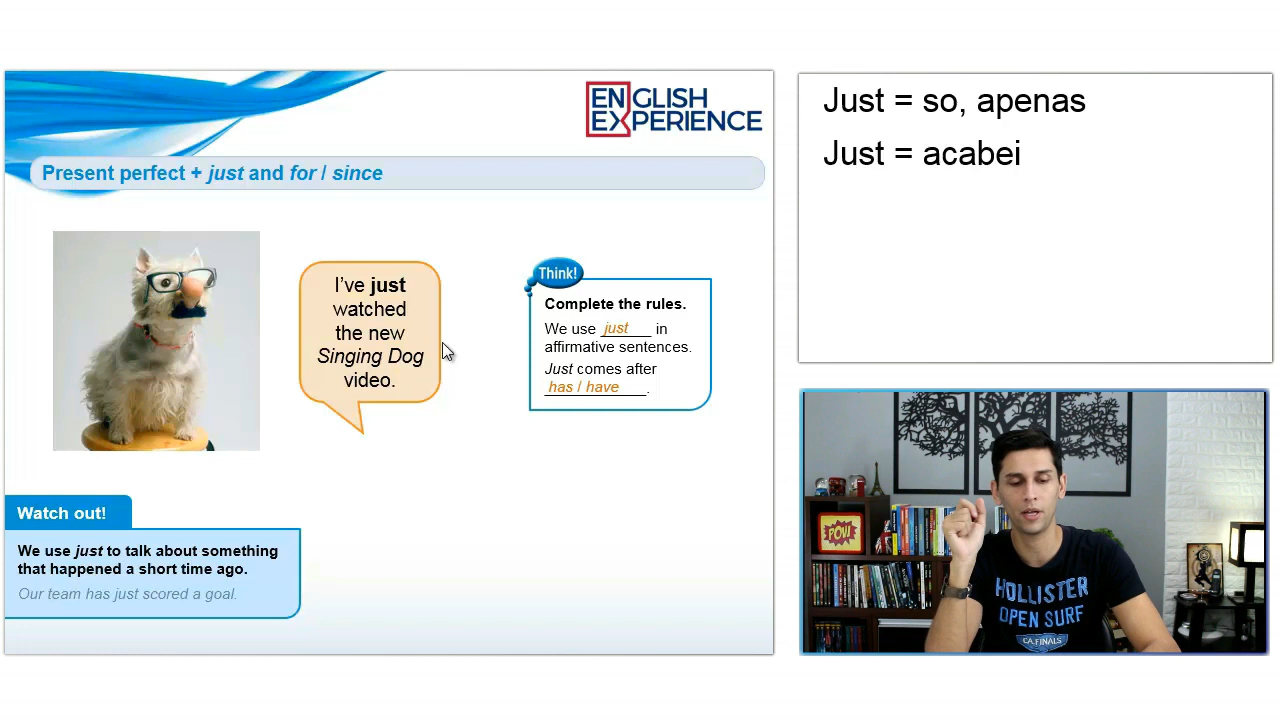 ENGLISH
EXPERIENCE
Present perfect + just and for / since
I've just
watched
the new
Singing Dog
video.
Think!
Complete the rules.
We use just in
affirmative sentences.
Just comes after
has / have.
Watch out!
We use just to talk about something
that happened a short time ago.
Our team has just scored a goal.
Just = so, apenas
Just = acabei
POW!
HOLLISTER
OPEN SURF
CA.FINALS